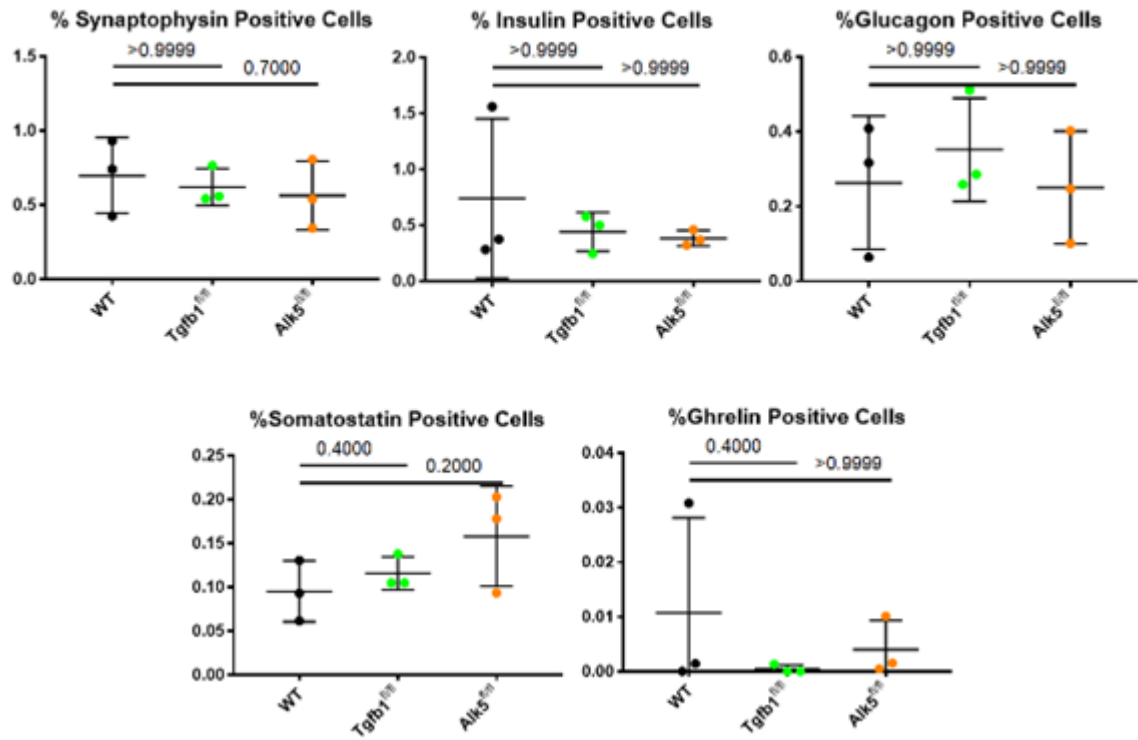 % Synaptophysin Positive Cells
>0.9999
0.7000
1.5
1.0
0.5
0.0
WT
Tgfb1fl/fl
Alk5fl/fl
% Insulin Positive Cells
>0.9999
>0.9999
2.0
1.5
1.0
0.5
0.0
WT
Tgfb1fl/fl
Alk5fl/fl
%Glucagon Positive Cells
>0.9999
>0.9999
0.6
0.4
0.2
0.0
WT
Tgfb1fl/fl
Alk5fl/fl
%Somatostatin Positive Cells
0.4000
0.2000
0.25
0.20
0.15
0.10
0.05
0.00
WT
Tgfb1fl/fl
Alk5fl/fl
%Ghrelin Positive Cells
0.4000
>0.9999
0.04
0.03
0.02
0.01
0.00
WT
Tgfb1fl/fl
Alk5fl/fl